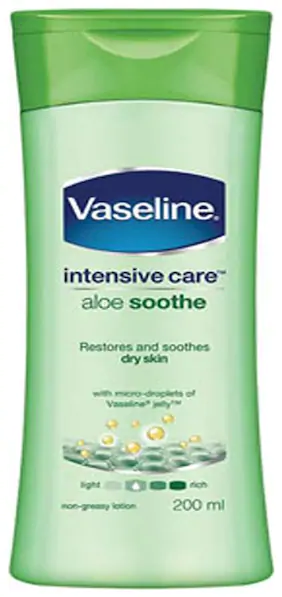 Vaseline®
intensive care™
aloe soothe
Restores and soothes
dry skin
with micro-droplets of
Vaseline® jelly™
light rich
non-greasy lotion 200 ml